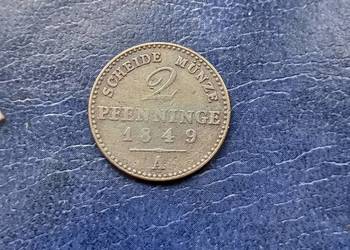 SCHEIDE MÜNZE
2
PFENNINGE
1849
A